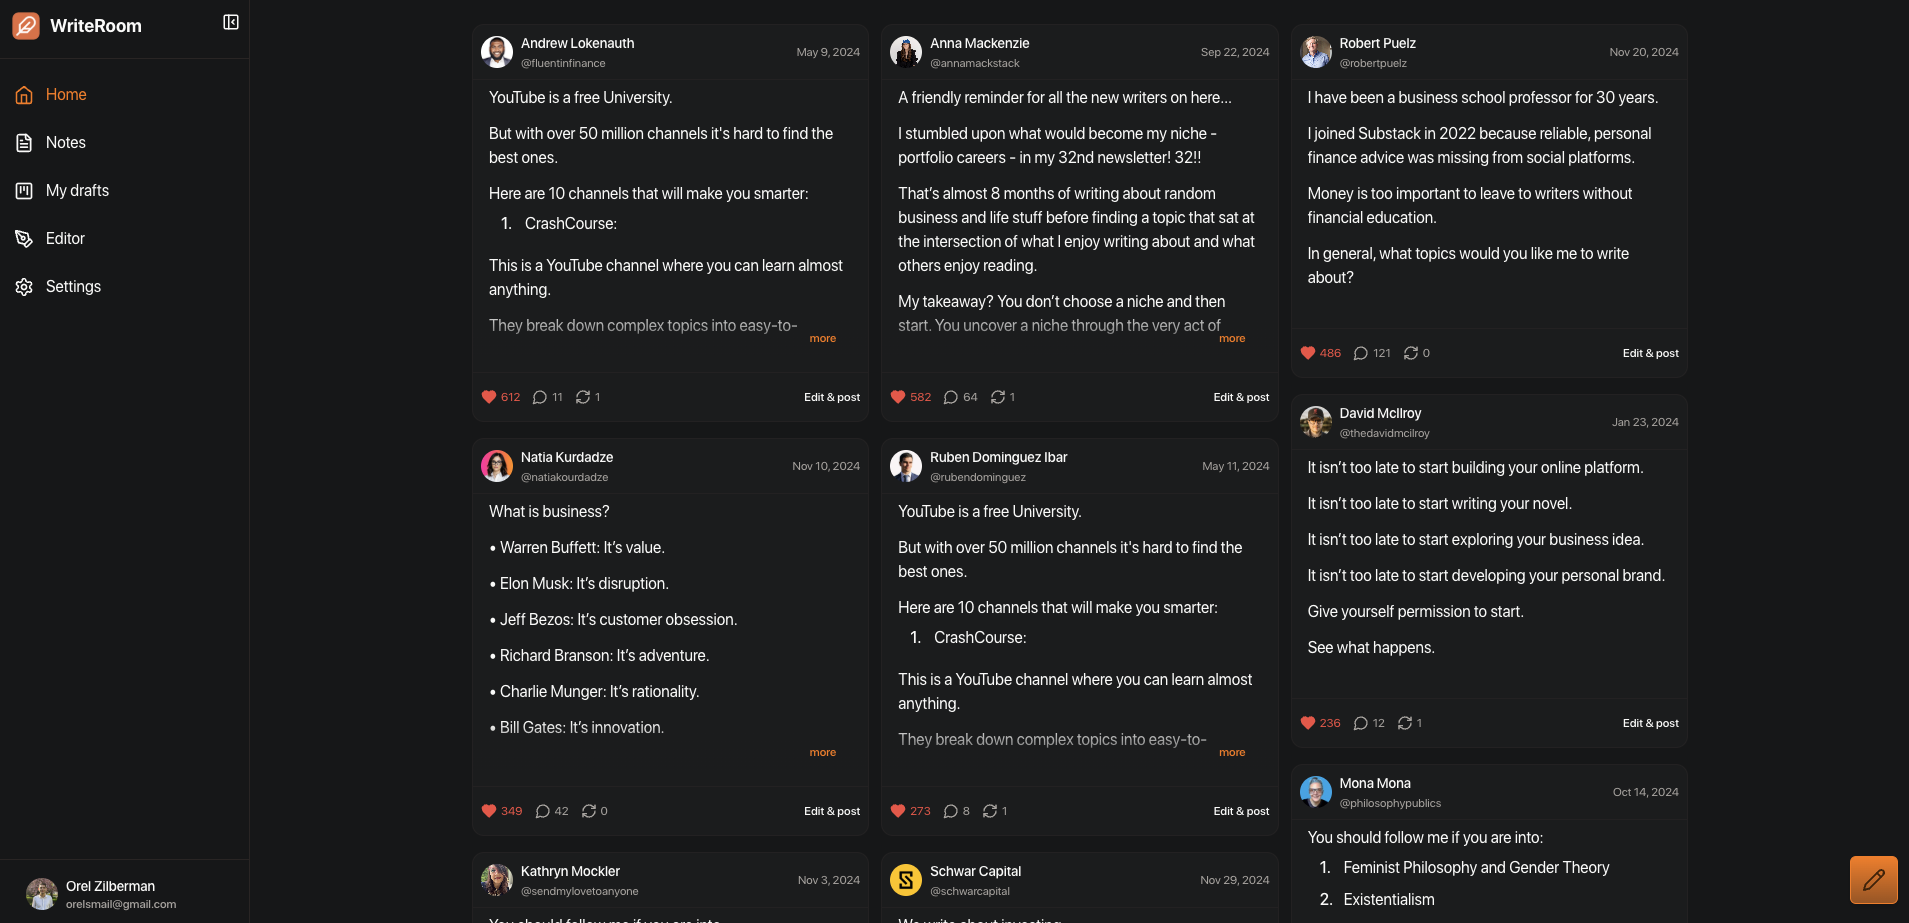 WriteRoom
Home
Notes
My drafts
Editor
Settings
Orel Zilberman
orelsmail@gmail.com
Andrew Lokenauth
@fluentinfinance
May 9, 2024
YouTube is a free University.
But with over 50 million channels it's hard to find the
best ones.
Here are 10 channels that will make you smarter:
1. CrashCourse:
This is a YouTube channel where you can learn almost
anything.
They break down complex topics into easy-to-
more
612 11 1 Edit & post
Natia Kurdadze
@natiakourdadze
Nov 10, 2024
What is business?
• Warren Buffett: It’s value.
• Elon Musk: It’s disruption.
• Jeff Bezos: It’s customer obsession.
• Richard Branson: It’s adventure.
• Charlie Munger: It’s rationality.
• Bill Gates: It’s innovation.
more
349 42 0 Edit & post
Kathryn Mockler
@sendmylovetoanyone
Nov 3, 2024
You should follow me if you are into:
Anna Mackenzie
@annamackstack
Sep 22, 2024
A friendly reminder for all the new writers on here...
I stumbled upon what would become my niche -
portfolio careers - in my 32nd newsletter! 32!!
That’s almost 8 months of writing about random
business and life stuff before finding a topic that sat at
the intersection of what I enjoy writing about and what
others enjoy reading.
My takeaway? You don’t choose a niche and then
start. You uncover a niche through the very act of
more
582 64 1 Edit & post
Ruben Dominguez Ibar
@rubendominguez
May 11, 2024
YouTube is a free University.
But with over 50 million channels it's hard to find the
best ones.
Here are 10 channels that will make you smarter:
1. CrashCourse:
This is a YouTube channel where you can learn almost
anything.
They break down complex topics into easy-to-
more
273 8 1 Edit & post
Schwar Capital
@schwarcapital
Nov 29, 2024
We write about investing
Robert Puelz
@robertpuelz
Nov 20, 2024
I have been a business school professor for 30 years.
I joined Substack in 2022 because reliable, personal
finance advice was missing from social platforms.
Money is too important to leave to writers without
financial education.
In general, what topics would you like me to write
about?
486 121 0 Edit & post
David McIlroy
@thedavidmcilroy
Jan 23, 2024
It isn’t too late to start building your online platform.
It isn’t too late to start writing your novel.
It isn’t too late to start exploring your business idea.
It isn’t too late to start developing your personal brand.
Give yourself permission to start.
See what happens.
236 12 1 Edit & post
Mona Mona
@philosophypublics
Oct 14, 2024
You should follow me if you are into:
1. Feminist Philosophy and Gender Theory
2. Existentialism